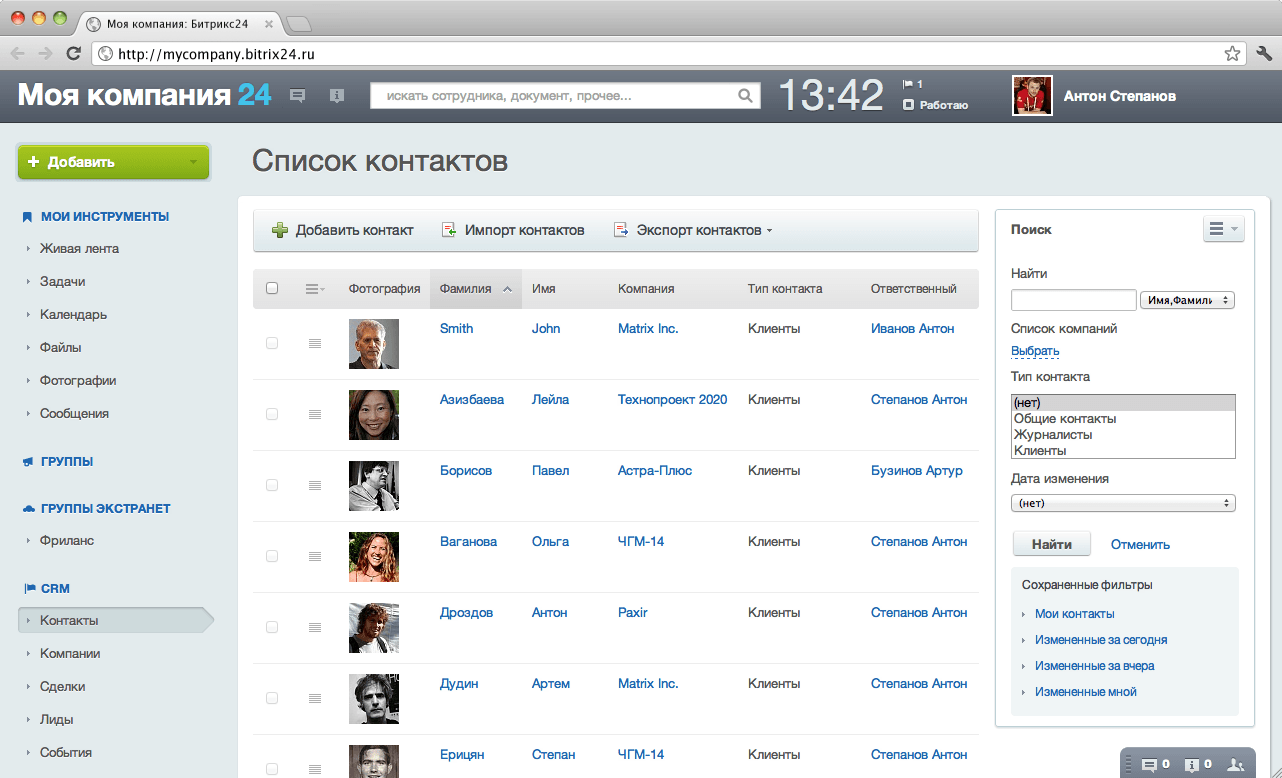 Моя компания: Битрикс24
http://mycompany.bitrix24.ru
Моя компания 24
искать сотрудника, документ, прочее...
13:42
1
Работаю
Антон Степанов
Добавить
Список контактов
МОИ ИНСТРУМЕНТЫ
Живая лента
Задачи
Календарь
Файлы
Фотографии
Сообщения
ГРУППЫ
ГРУППЫ ЭКСТРАНЕТ
Фриланс
CRM
Контакты
Компании
Сделки
Лиды
События
Добавить контакт Импорт контактов Экспорт контактов
Фотография Фамилия Имя Компания Тип контакта Ответственный
Smith John Matrix Inc. Клиенты Иванов Антон
Азизбаева Лейла Технопроект 2020 Клиенты Степанов Антон
Борисов Павел Астра-Плюс Клиенты Бузинов Артур
Ваганова Ольга ЧГМ-14 Клиенты Степанов Антон
Дроздов Антон Paxir Клиенты Степанов Антон
Дудин Артем Matrix Inc. Клиенты Степанов Антон
Ерицян Степан ЧГМ-14 Клиенты Степанов Антон
Поиск
Найти
Имя,Фамили
Список компаний
Выбрать
Тип контакта
(нет)
Общие контакты
Журналисты
Клиенты
Дата изменения
(нет)
Найти Отменить
Сохраненные фильтры
Мои контакты
Измененные за сегодня
Измененные за вчера
Измененные мной
0 0